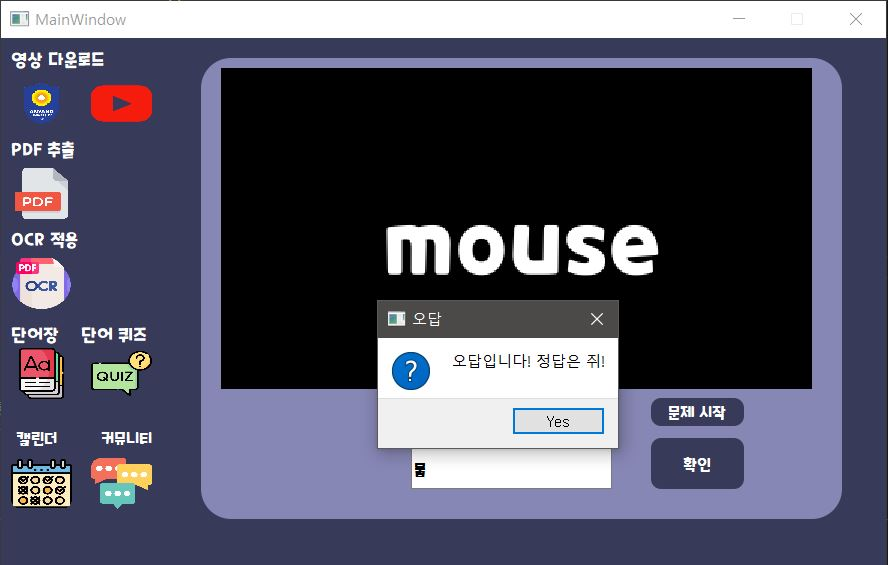 MainWindow
영상 다운로드
PDF 추출
PDF
OCR 적용
PDF
OCR
단어장 단어 퀴즈
Aa
QUIZ
?
캘린더 커뮤니티
mouse
오답
?
오답입니다! 정답은 쥐!
Yes
문제 시작
물
확인